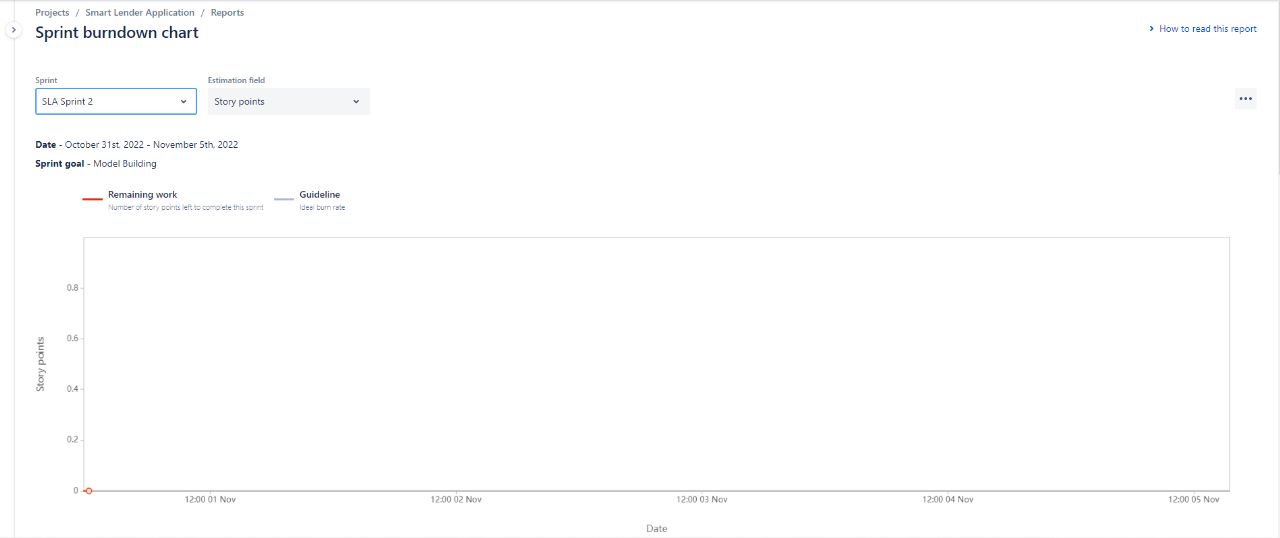 Projects / Smart Lender Application / Reports
Sprint burndown chart
How to read this report
Sprint
Estimation field
SLA Sprint 2
Story points
Date - October 31st, 2022 - November 5th, 2022
Sprint goal - Model Building
Remaining work
Number of story points left to complete this sprint
Guideline
Ideal burn rate
0.8
0.6
0.4
0.2
0
Story points
12:00 01 Nov
12:00 02 Nov
12:00 03 Nov
12:00 04 Nov
12:00 05 Nov
Date